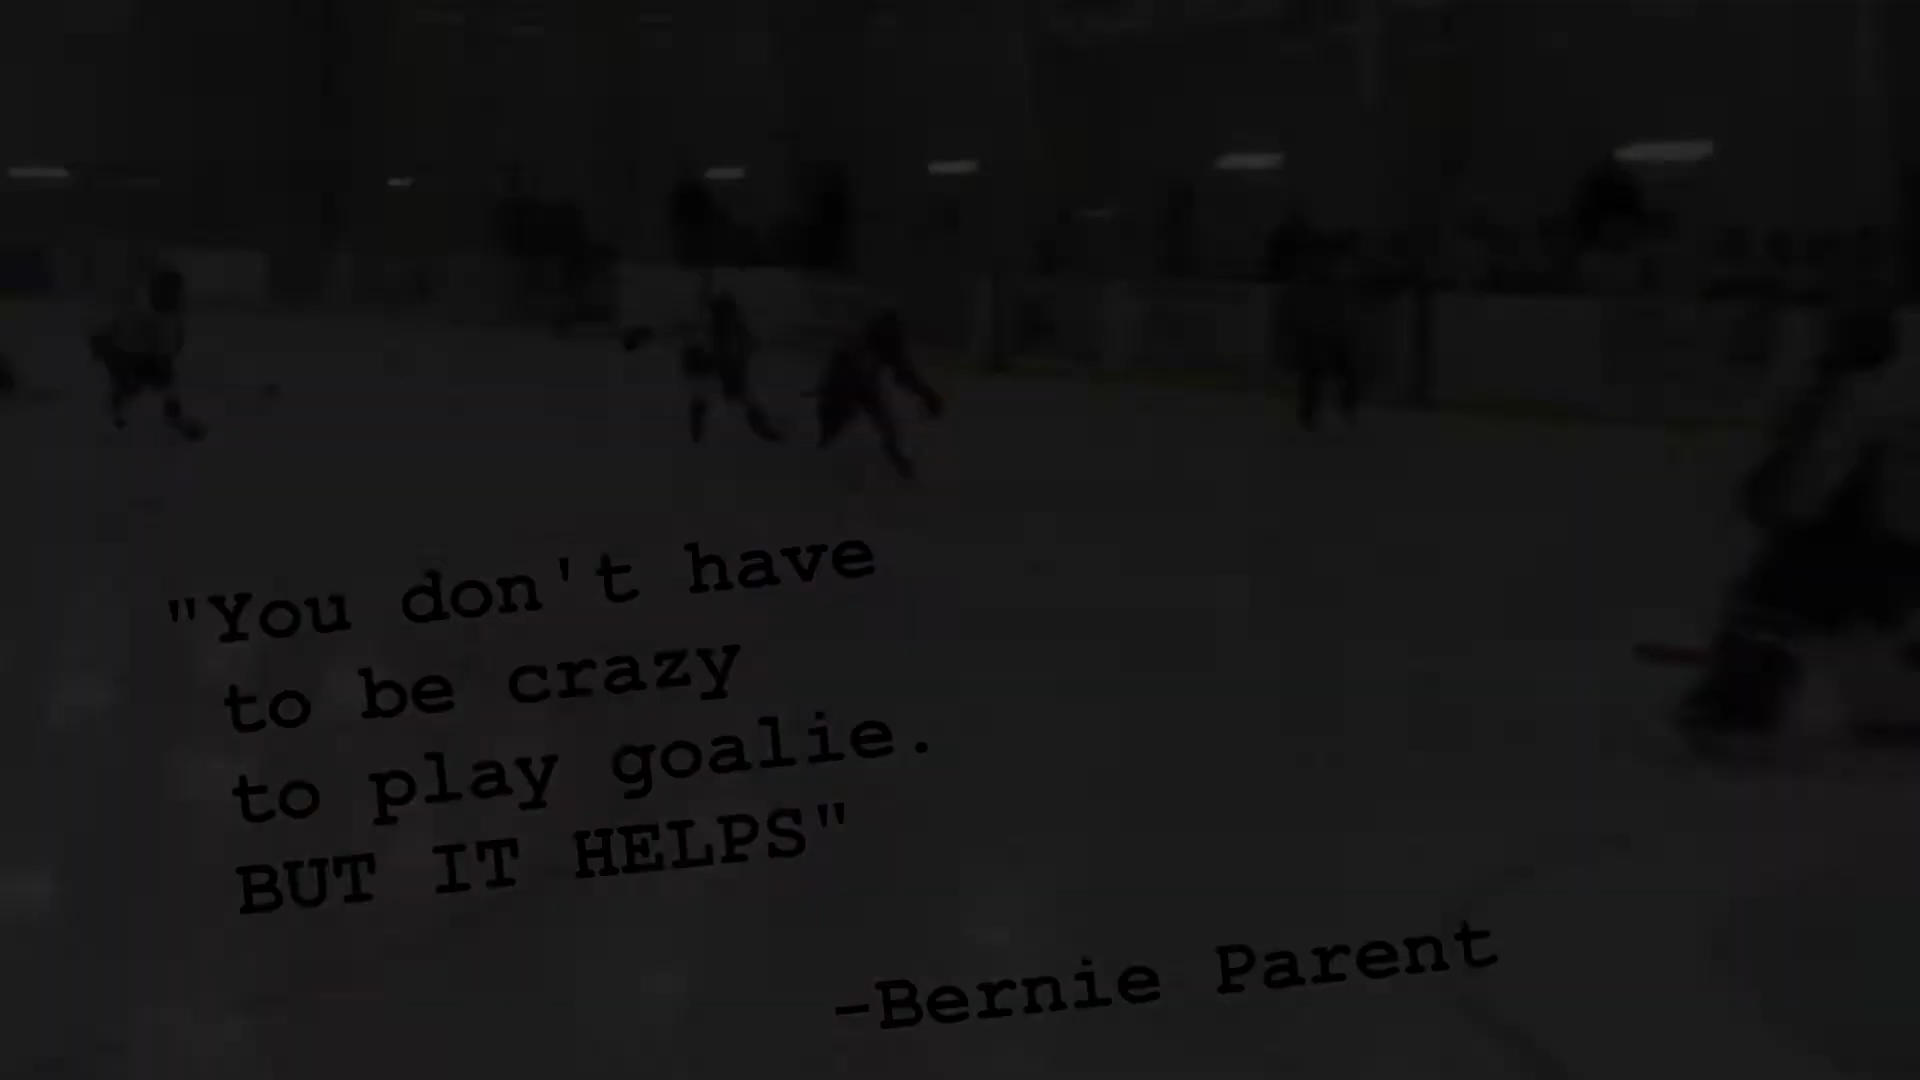 "You don't have
to be crazy
to play goalie.
BUT IT HELPS"
-Bernie Parent